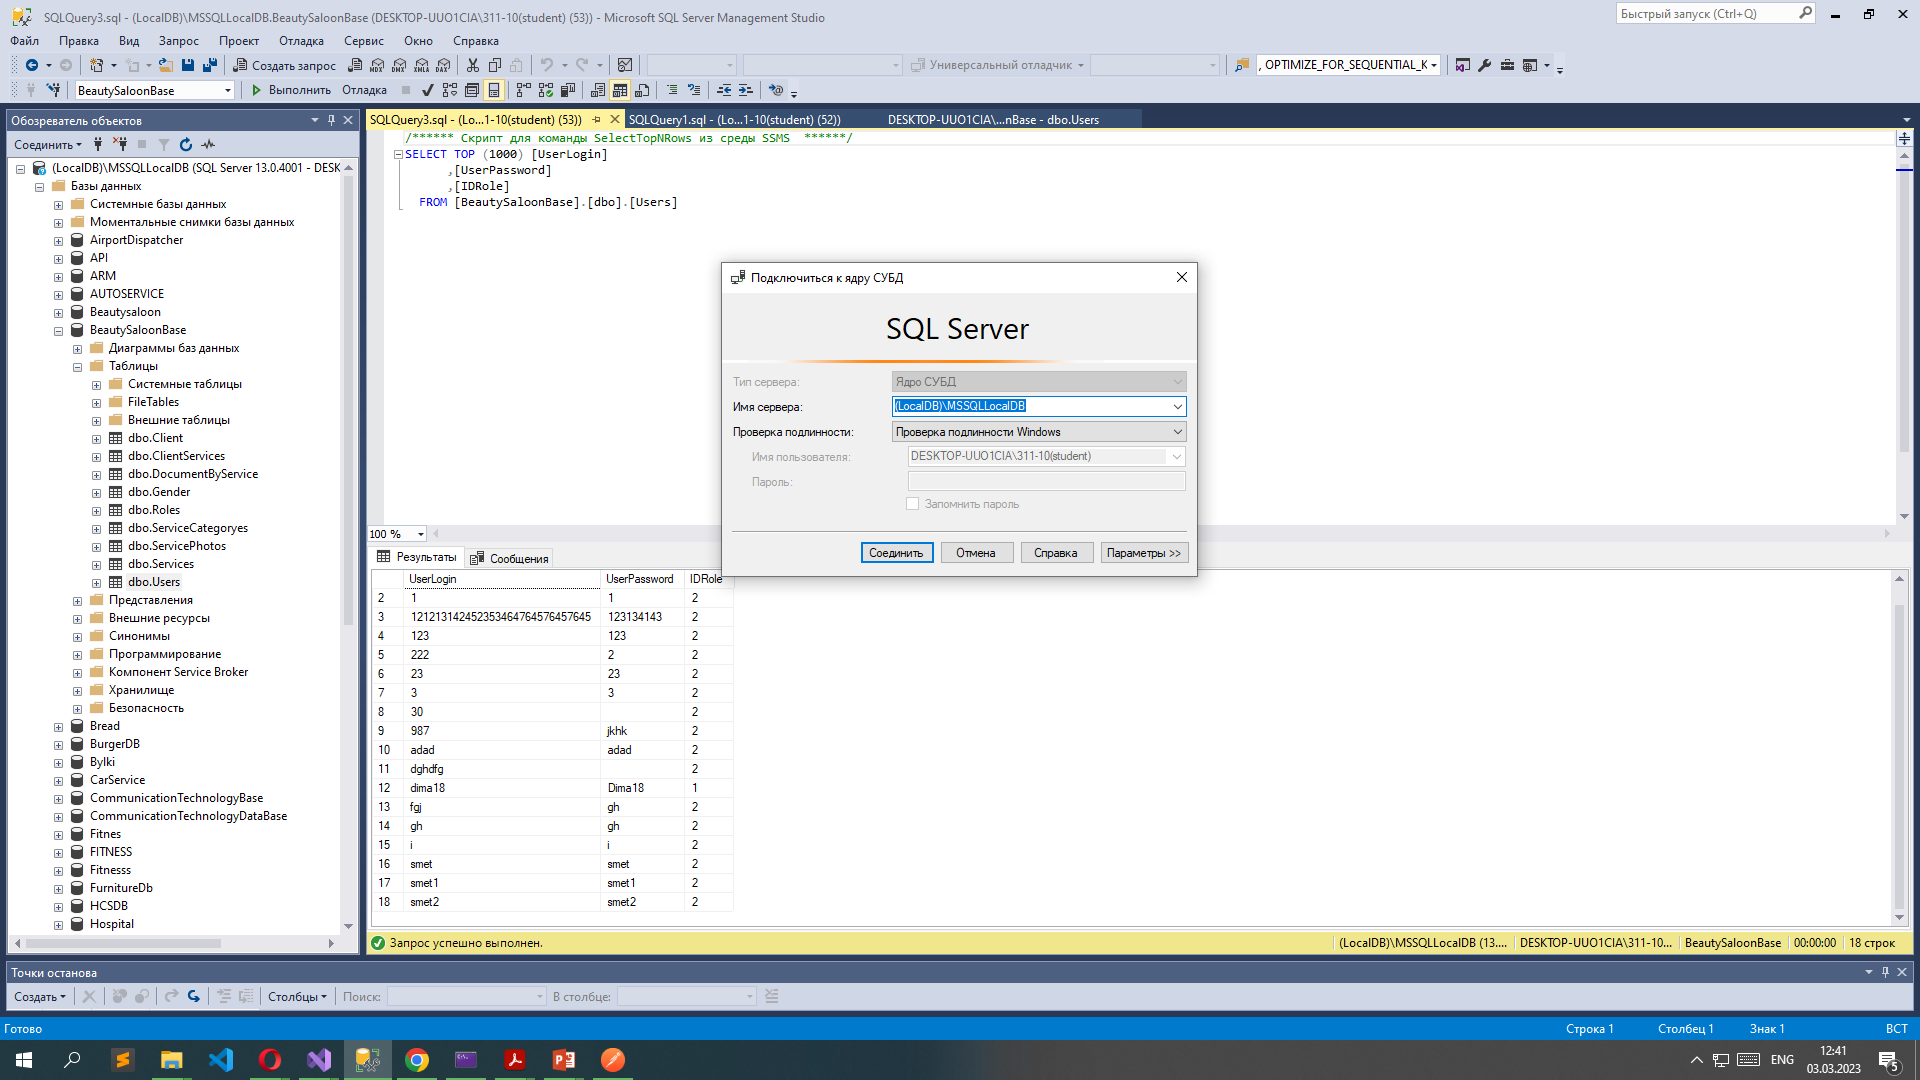 SQLQuery3.sql - (LocalDB)\MSSQLLocalDB.BeautySaloonBase (DESKTOP-UUO1CIA\311-10(student) (53)) - Microsoft SQL Server Management Studio
Быстрый запуск (Ctrl+Q)
Файл Правка Вид Запрос Проект Отладка Сервис Окно Справка
Создать запрос
MDX DMX XMLA DAX
Универсальный отладчик
, OPTIMIZE_FOR_SEQUENTIAL_K
BeautySaloonBase
Выполнить Отладка
Обозреватель объектов
Соединить
(LocalDB)\MSSQLLocalDB (SQL Server 13.0.4001 - DESK
Базы данных
Системные базы данных
Моментальные снимки базы данных
AirportDispatcher
API
ARM
AUTOSERVICE
Beautysaloon
BeautySaloonBase
Диаграммы баз данных
Таблицы
Системные таблицы
FileTables
Внешние таблицы
dbo.Client
dbo.ClientServices
dbo.DocumentByService
dbo.Gender
dbo.Roles
dbo.ServiceCategoryes
dbo.ServicePhotos
dbo.Services
dbo.Users
Представления
Внешние ресурсы
Синонимы
Программирование
Компонент Service Broker
Хранилище
Безопасность
Bread
BurgerDB
Bylki
CarService
CommunicationTechnologyBase
CommunicationTechnologyDataBase
Fitnes
FITNESS
Fitnesss
FurnitureDb
HCSDB
Hospital
SQLQuery3.sql - (Lo...1-10(student) (53))
SQLQuery1.sql - (Lo...1-10(student) (52))
DESKTOP-UUO1CIA\...nBase - dbo.Users
/****** Скрипт для команды SelectTopNRows из среды SSMS  ******/
SELECT TOP (1000) [UserLogin]
,[UserPassword]
,[IDRole]
FROM [BeautySaloonBase].[dbo].[Users]
Подключиться к ядру СУБД
SQL Server
Тип сервера: Ядро СУБД
Имя сервера: (LocalDB)\MSSQLLocalDB
Проверка подлинности: Проверка подлинности Windows
Имя пользователя: DESKTOP-UUO1CIA\311-10(student)
Пароль:
Запомнить пароль
Соединить Отмена Справка Параметры >>
100 %
Результаты Сообщения
UserLogin UserPassword IDRole
2 1 1 2
3 121213142452353464764576457645 123134143 2
4 123 123 2
5 222 2 2
6 23 23 2
7 3 3 2
8 30 2
9 987 jkhk 2
10 adad adad 2
11 dghdfg 2
12 dima18 Dima18 1
13 fgj gh 2
14 gh gh 2
15 i i 2
16 smet smet 2
17 smet1 smet1 2
18 smet2 smet2 2
Запрос успешно выполнен.
(LocalDB)\MSSQLLocalDB (13.... DESKTOP-UUO1CIA\311-10... BeautySaloonBase 00:00:00 18 строк
Точки останова
Создать Столбцы Поиск: В столбце:
Готово
Строка 1 Столбец 1 Знак 1 ВСТ
ENG
12:41
03.03.2023
5